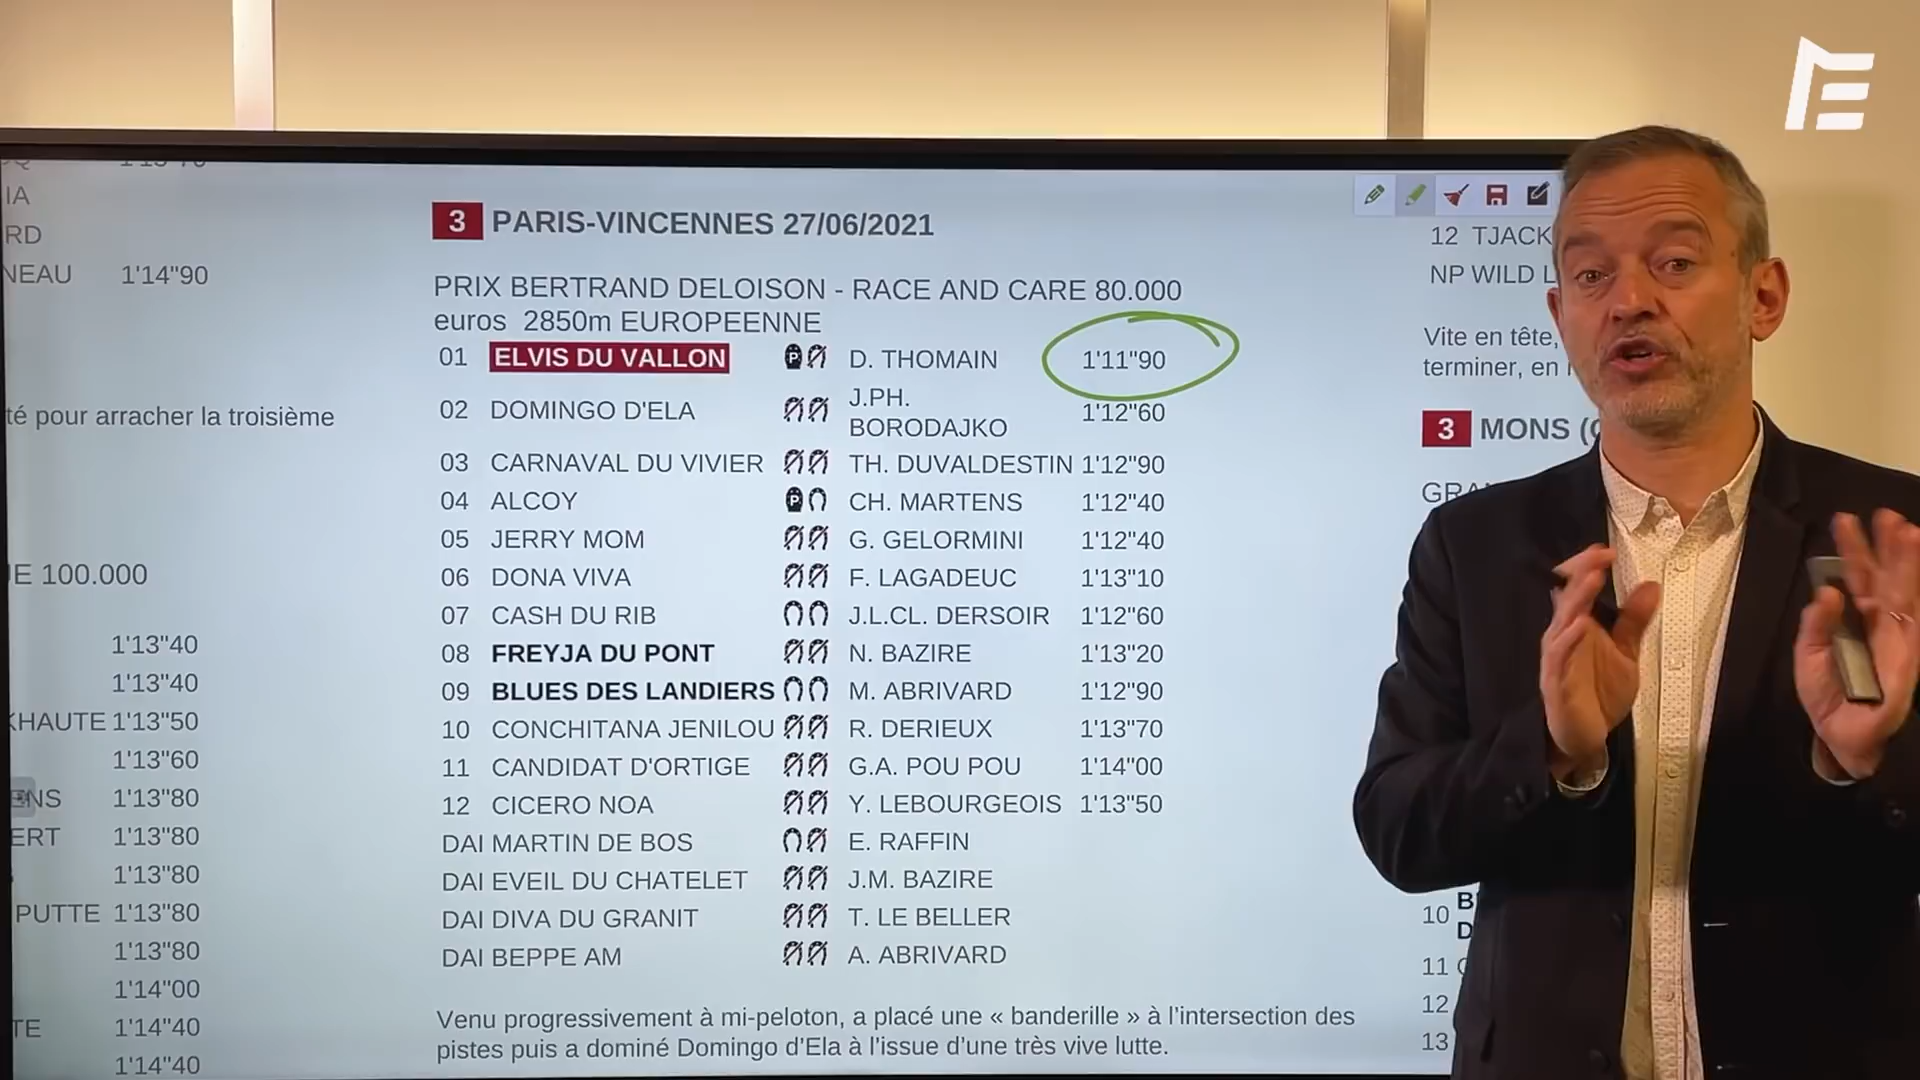 IA
RD
NEAU 1'14"90
té pour arracher la troisième
E 100.000
1'13"40
1'13"40
KHAUTE 1'13"50
1'13"60
ENS 1'13"80
ERT 1'13"80
1'13"80
PUTTE 1'13"80
1'13"80
1'14"00
TE 1'14"40
1'14"40
3 PARIS-VINCENNES 27/06/2021
PRIX BERTRAND DELOISON - RACE AND CARE 80.000
euros 2850m EUROPEENNE
01 ELVIS DU VALLON P D. THOMAIN 1'11"90
02 DOMINGO D'ELA J.PH. BORODAJKO 1'12"60
03 CARNAVAL DU VIVIER TH. DUVALDESTIN 1'12"90
04 ALCOY P CH. MARTENS 1'12"40
05 JERRY MOM G. GELORMINI 1'12"40
06 DONA VIVA F. LAGADEUC 1'13"10
07 CASH DU RIB J.L.CL. DERSOIR 1'12"60
08 FREYJA DU PONT N. BAZIRE 1'13"20
09 BLUES DES LANDIERS M. ABRIVARD 1'12"90
10 CONCHITANA JENILOU R. DERIEUX 1'13"70
11 CANDIDAT D'ORTIGE G.A. POU POU 1'14"00
12 CICERO NOA Y. LEBOURGEOIS 1'13"50
DAI MARTIN DE BOS E. RAFFIN
DAI EVEIL DU CHATELET J.M. BAZIRE
DAI DIVA DU GRANIT T. LE BELLER
DAI BEPPE AM A. ABRIVARD
Venu progressivement à mi-peloton, a placé une « banderille » à l'intersection des
pistes puis a dominé Domingo d'Ela à l'issue d'une très vive lutte.
12 TJACK
NP WILD L
Vite en tête,
terminer, en
3 MONS (
GRA
10 B
D
11
12
13